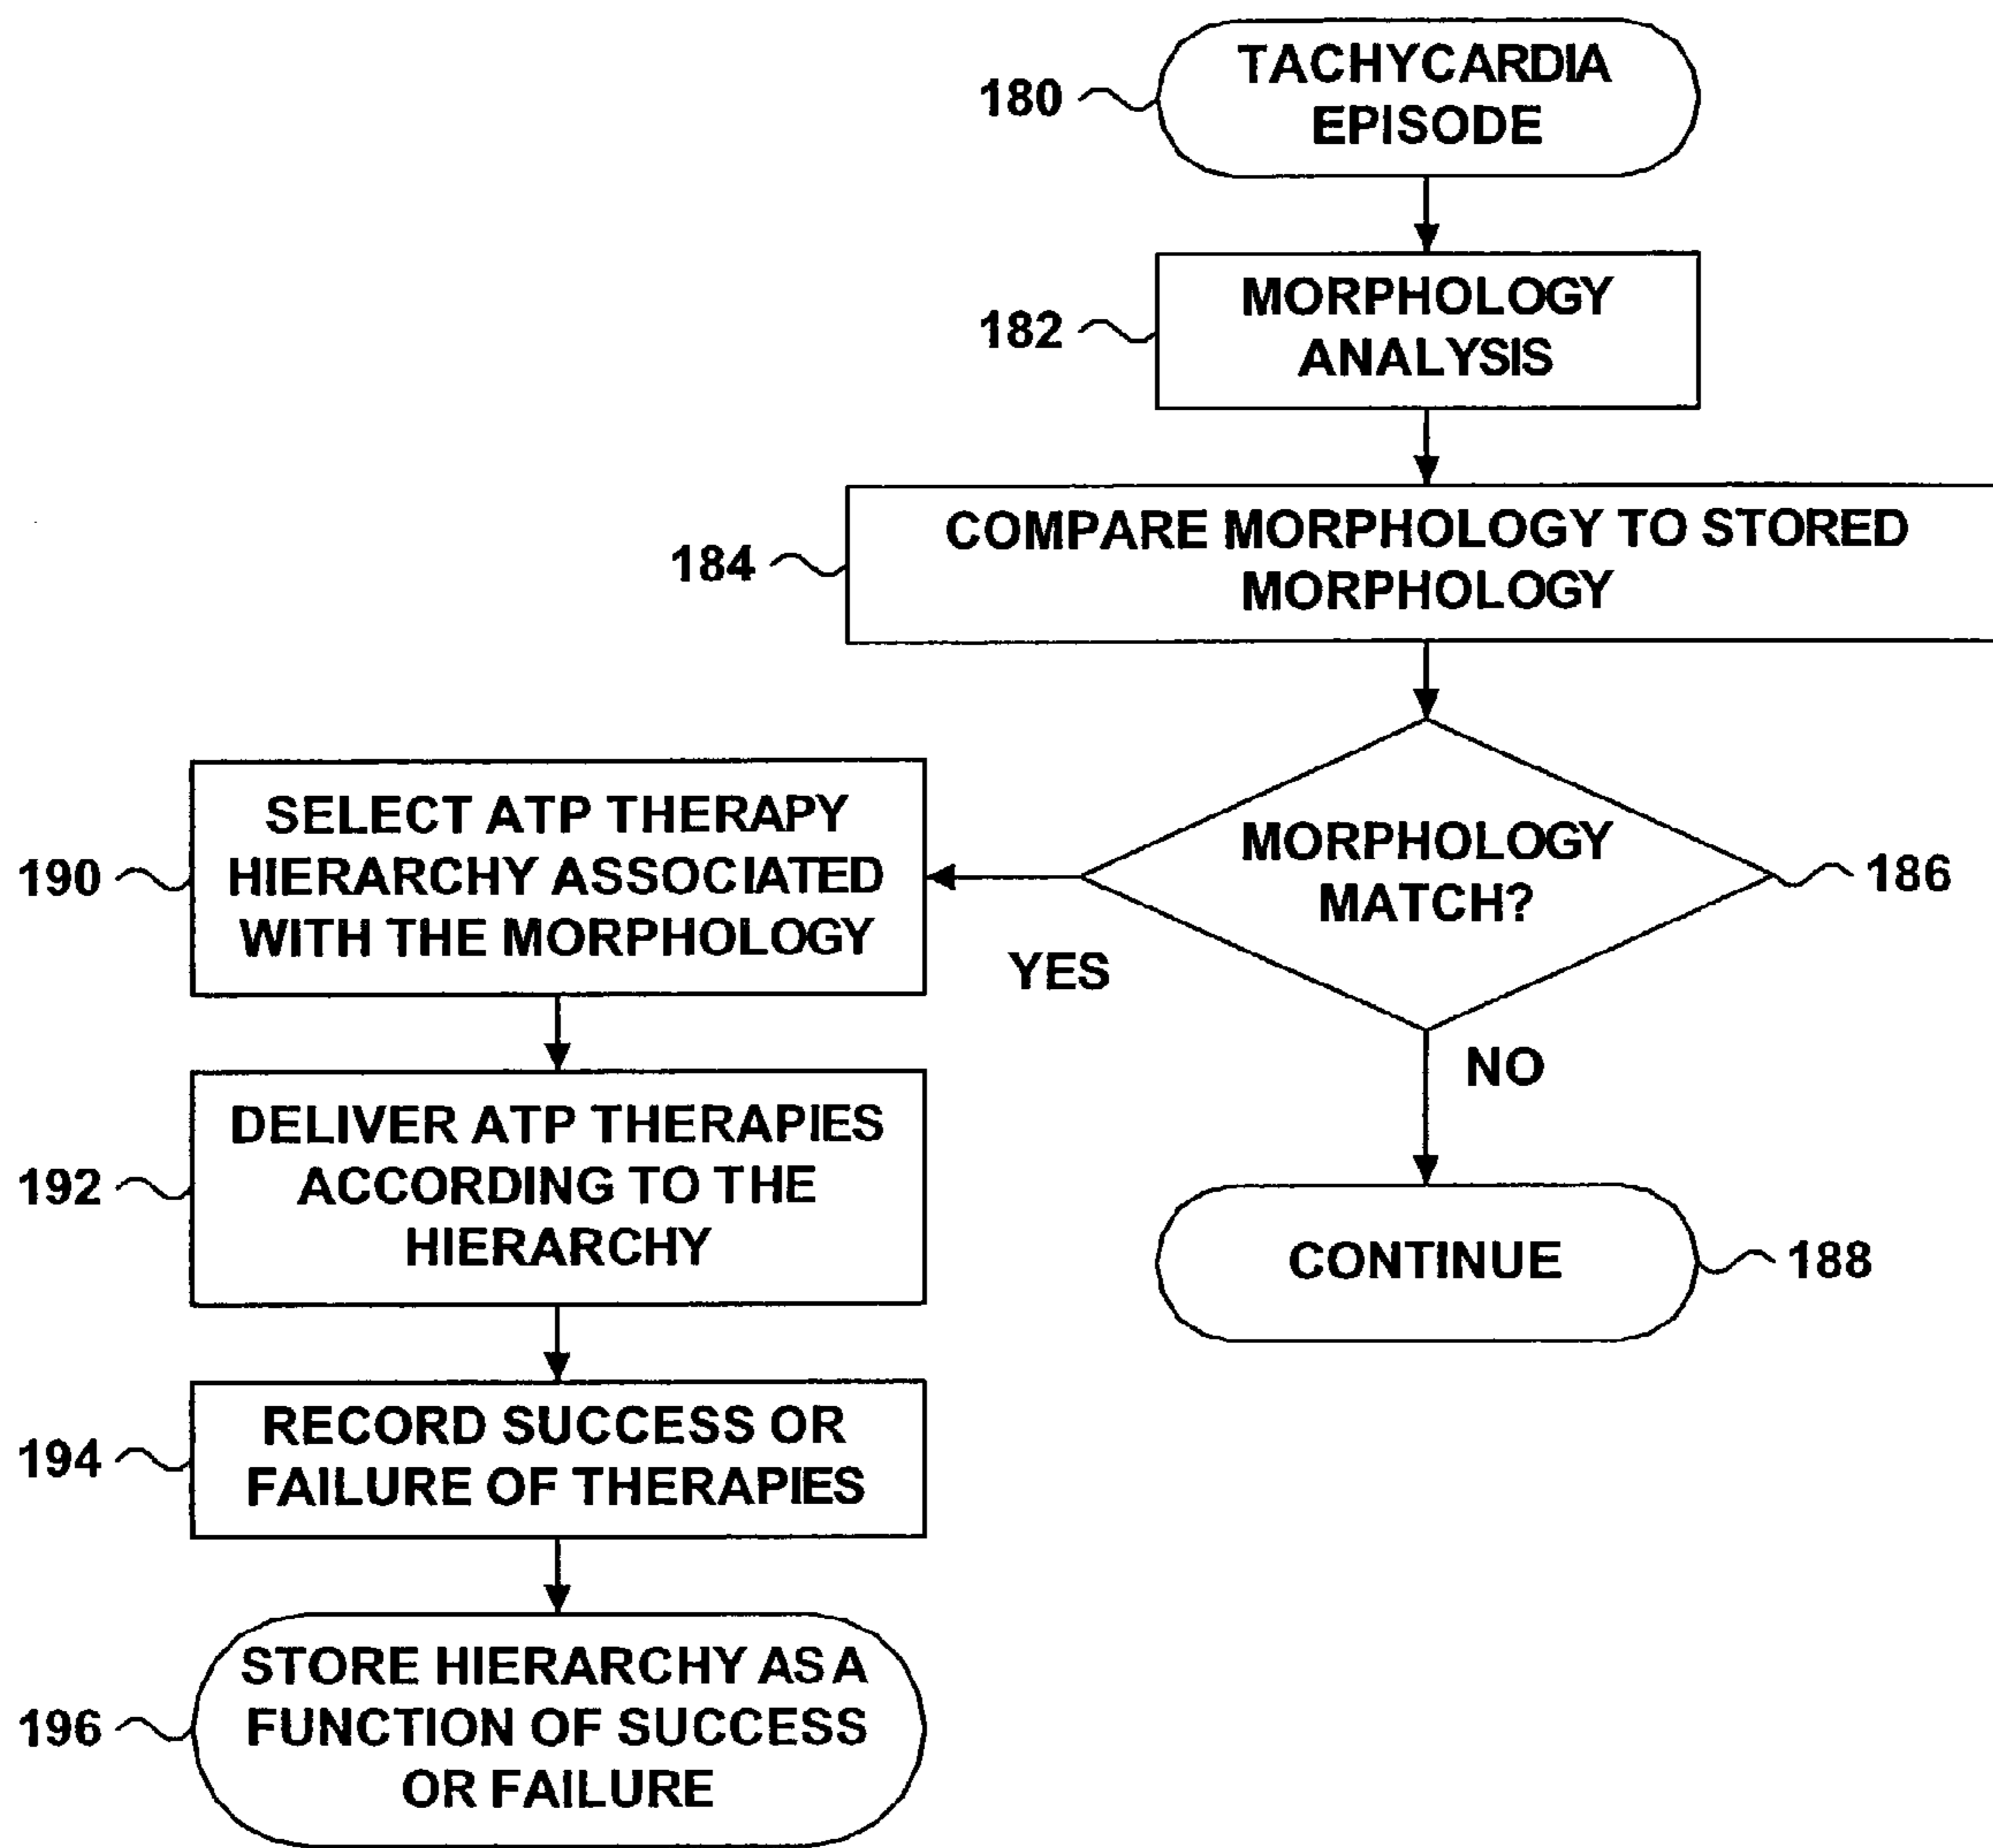 TACHYCARDIA
EPISODE
180
MORPHOLOGY
ANALYSIS
182
COMPARE MORPHOLOGY TO STORED
MORPHOLOGY
184
MORPHOLOGY
MATCH?
186
YES
NO
CONTINUE
188
SELECT ATP THERAPY
HIERARCHY ASSOCIATED
WITH THE MORPHOLOGY
190
DELIVER ATP THERAPIES
ACCORDING TO THE
HIERARCHY
192
RECORD SUCCESS OR
FAILURE OF THERAPIES
194
STORE HIERARCHY AS A
FUNCTION OF SUCCESS
OR FAILURE
196